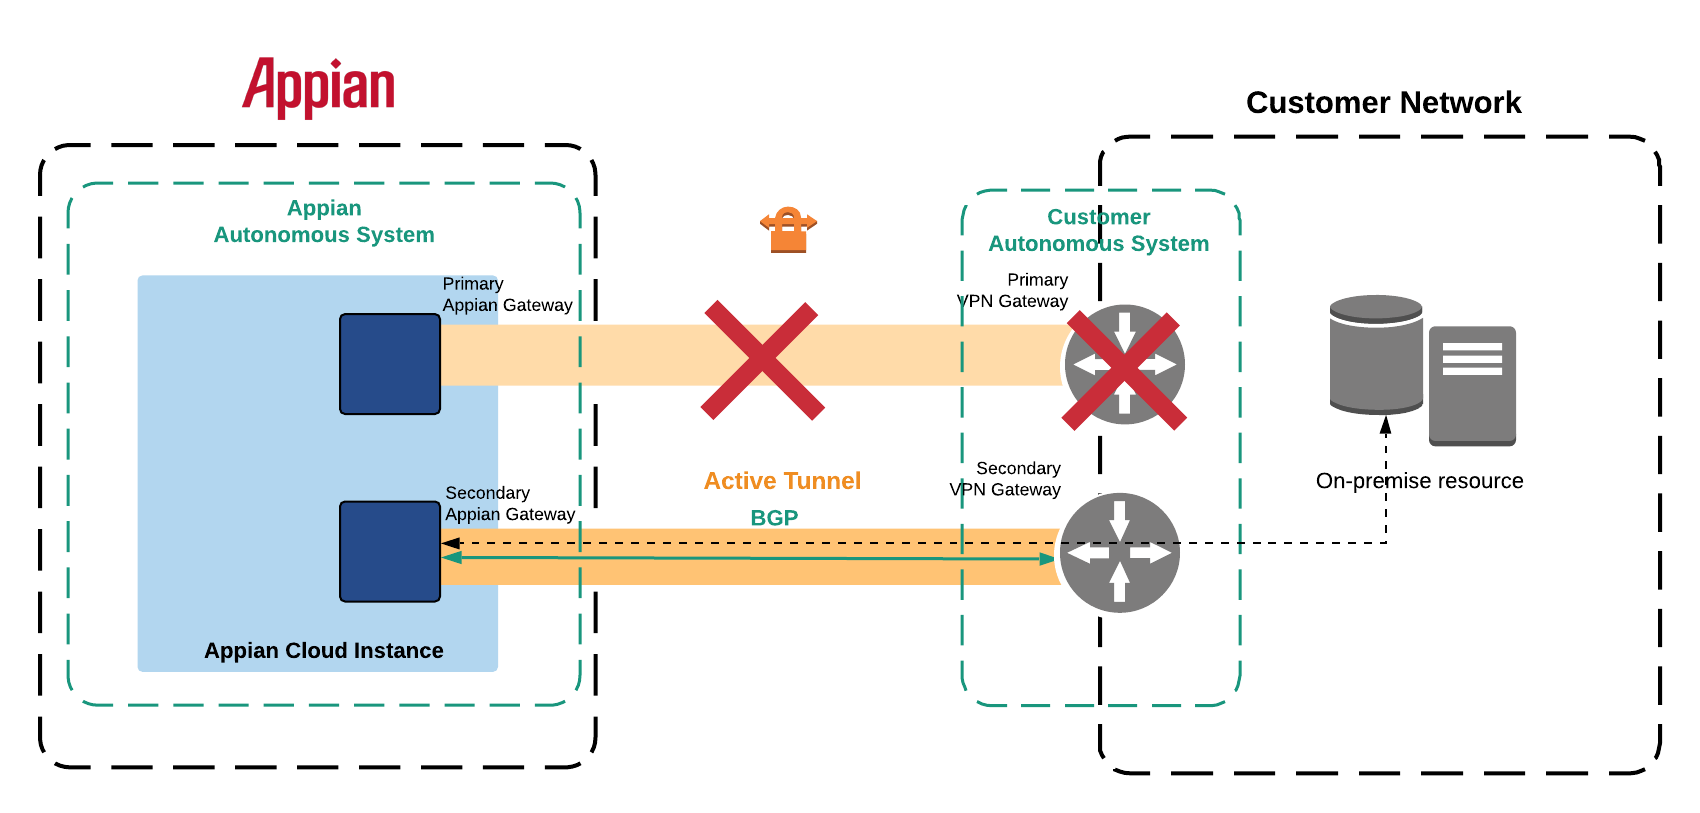 Appian
Customer Network
Appian
Autonomous System
Customer
Autonomous System
Primary
Appian Gateway
Primary
VPN Gateway
Active Tunnel
BGP
Secondary
Appian Gateway
Secondary
VPN Gateway
On-premise resource
Appian Cloud Instance